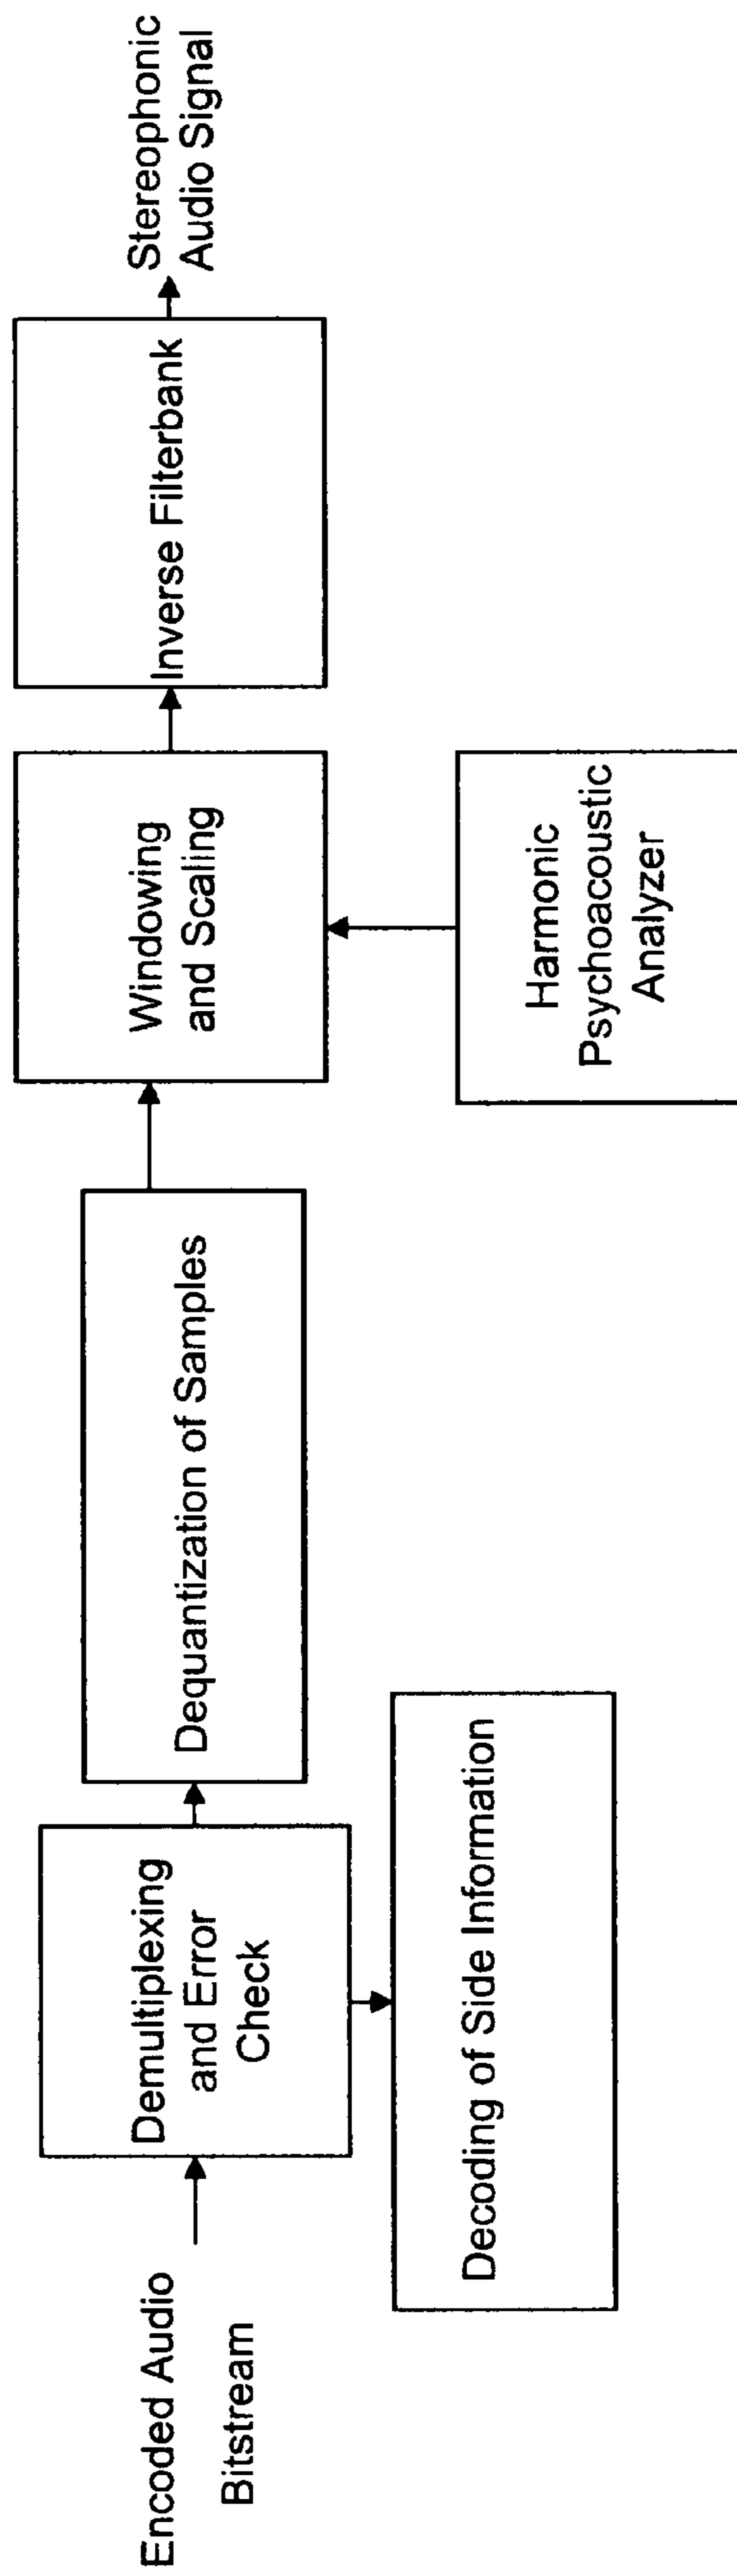 Encoded Audio
Bitstream
Demultiplexing
and Error
Check
Decoding of Side Information
Dequantization of Samples
Windowing
and Scaling
Harmonic
Psychoacoustic
Analyzer
Inverse Filterbank
Stereophonic
Audio Signal